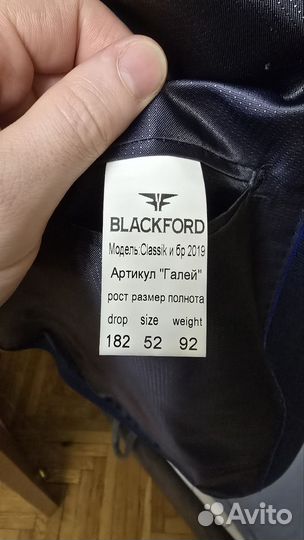 BLACKFORD
Модель Classik и бр 2019
Артикул "Галей"
рост размер полнота
drop size weight
182 52 92
Avito